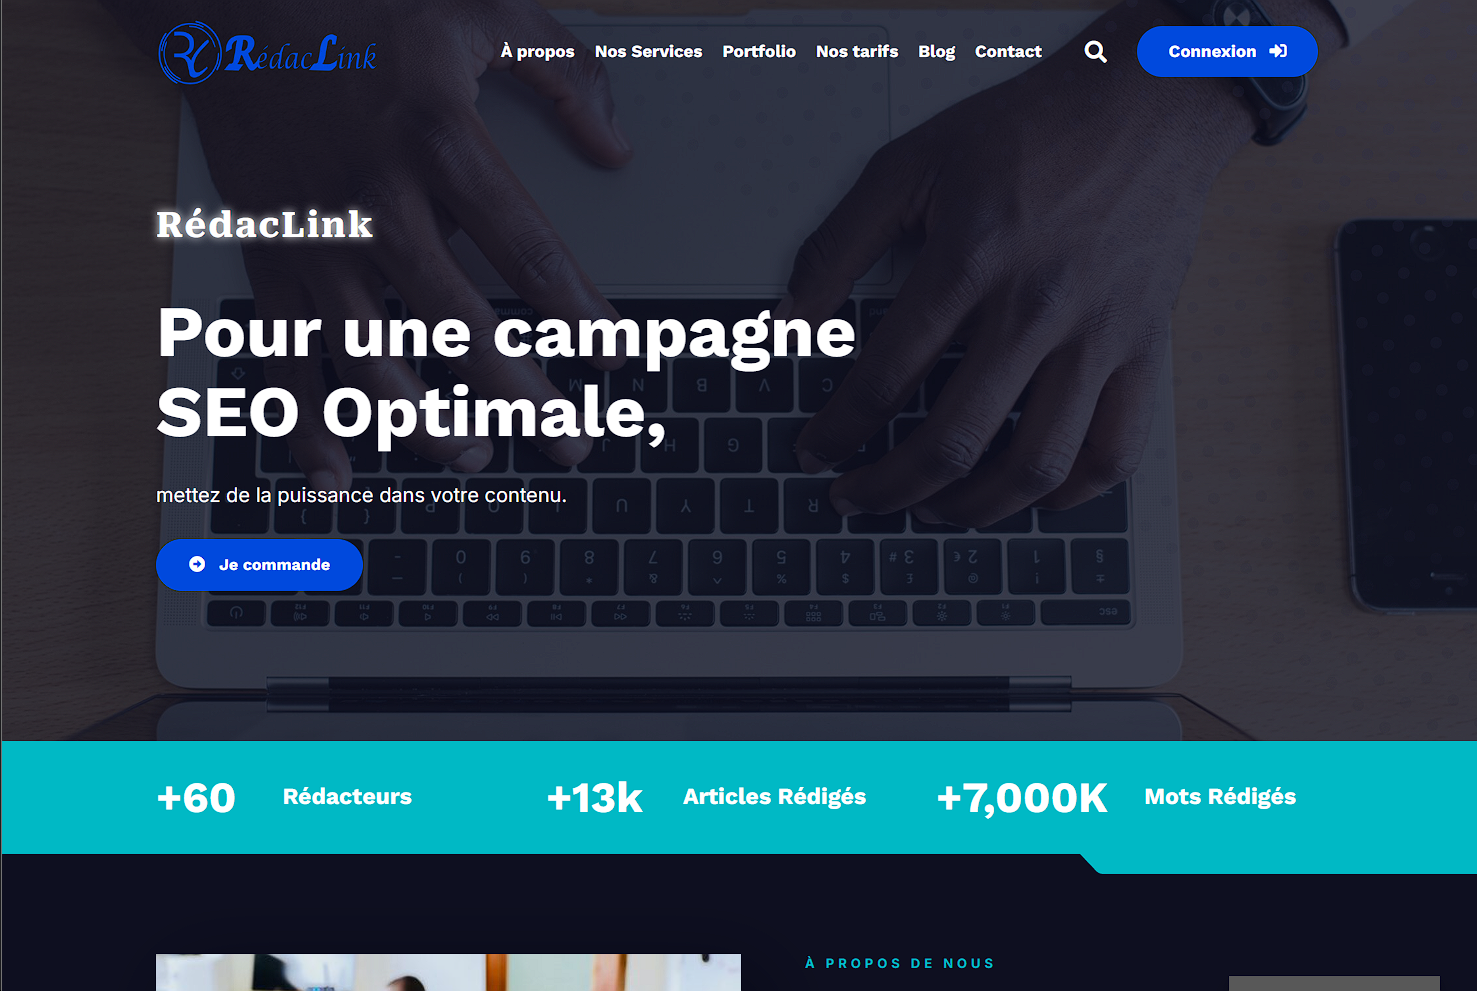 RédacLink
À propos Nos Services Portfolio Nos tarifs Blog Contact
Connexion
RédacLink
Pour une campagne
SEO Optimale,
mettez de la puissance dans votre contenu.
Je commande
+60 Rédacteurs +13k Articles Rédigés +7,000K Mots Rédigés
À PROPOS DE NOUS